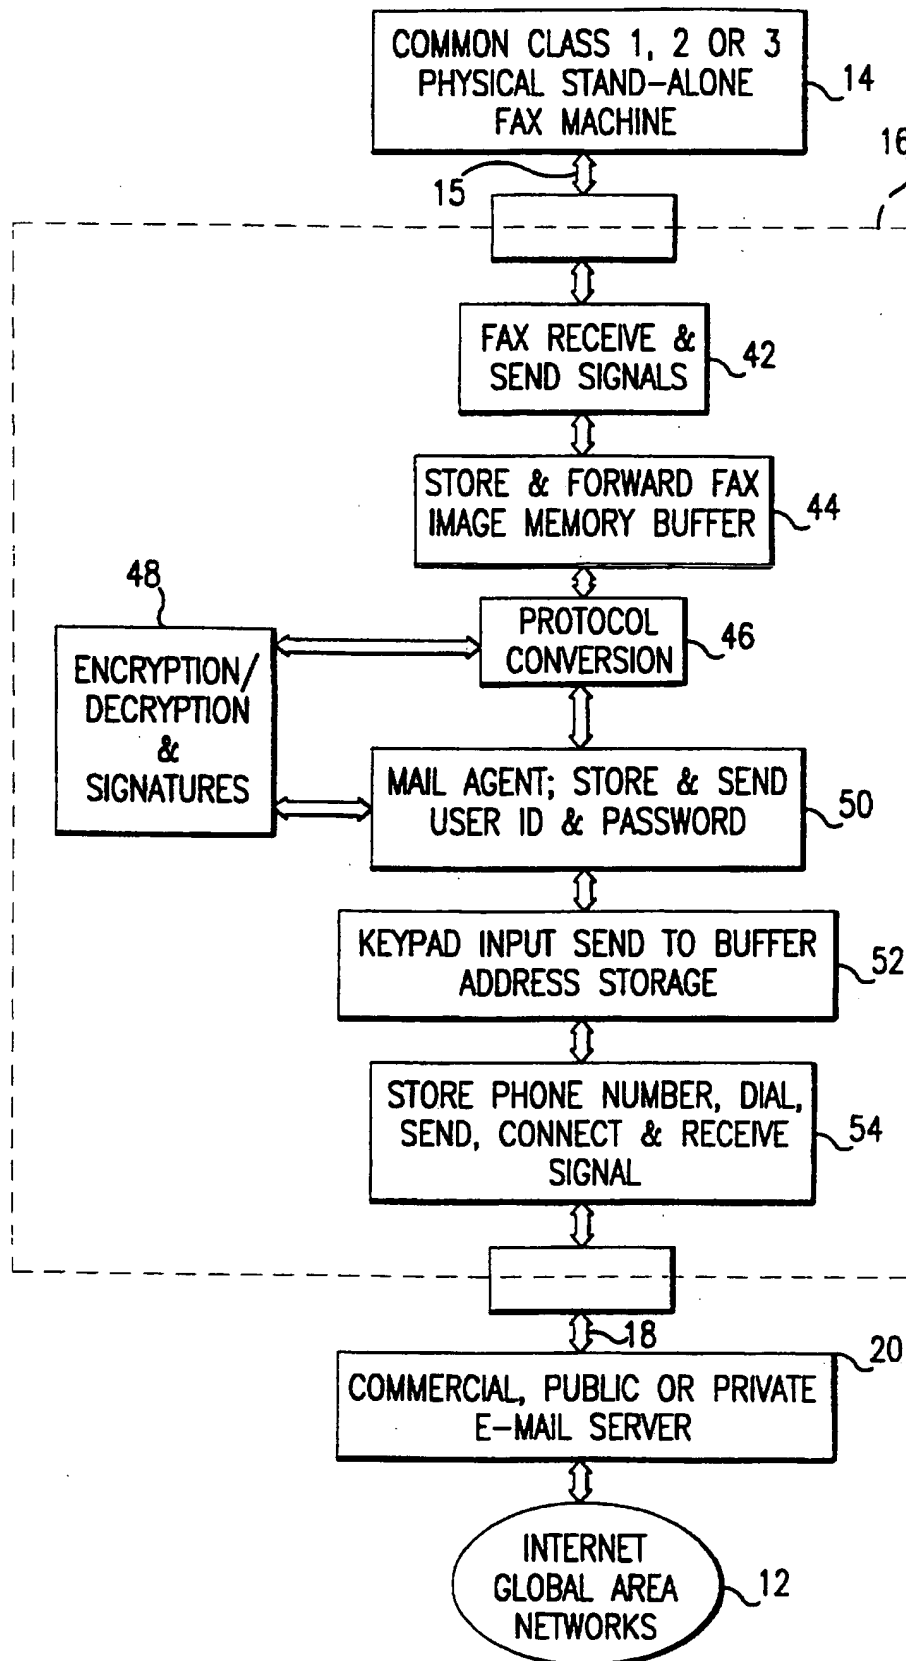 COMMON CLASS 1, 2 OR 3
PHYSICAL STAND-ALONE
FAX MACHINE
14
16
15
FAX RECEIVE &
SEND SIGNALS
42
STORE & FORWARD FAX
IMAGE MEMORY BUFFER
44
48
PROTOCOL
CONVERSION
46
ENCRYPTION/
DECRYPTION
&
SIGNATURES
MAIL AGENT; STORE & SEND
USER ID & PASSWORD
50
KEYPAD INPUT SEND TO BUFFER
ADDRESS STORAGE
52
STORE PHONE NUMBER, DIAL,
SEND, CONNECT & RECEIVE
SIGNAL
54
18
20
COMMERCIAL, PUBLIC OR PRIVATE
E-MAIL SERVER
INTERNET
GLOBAL AREA
NETWORKS
12